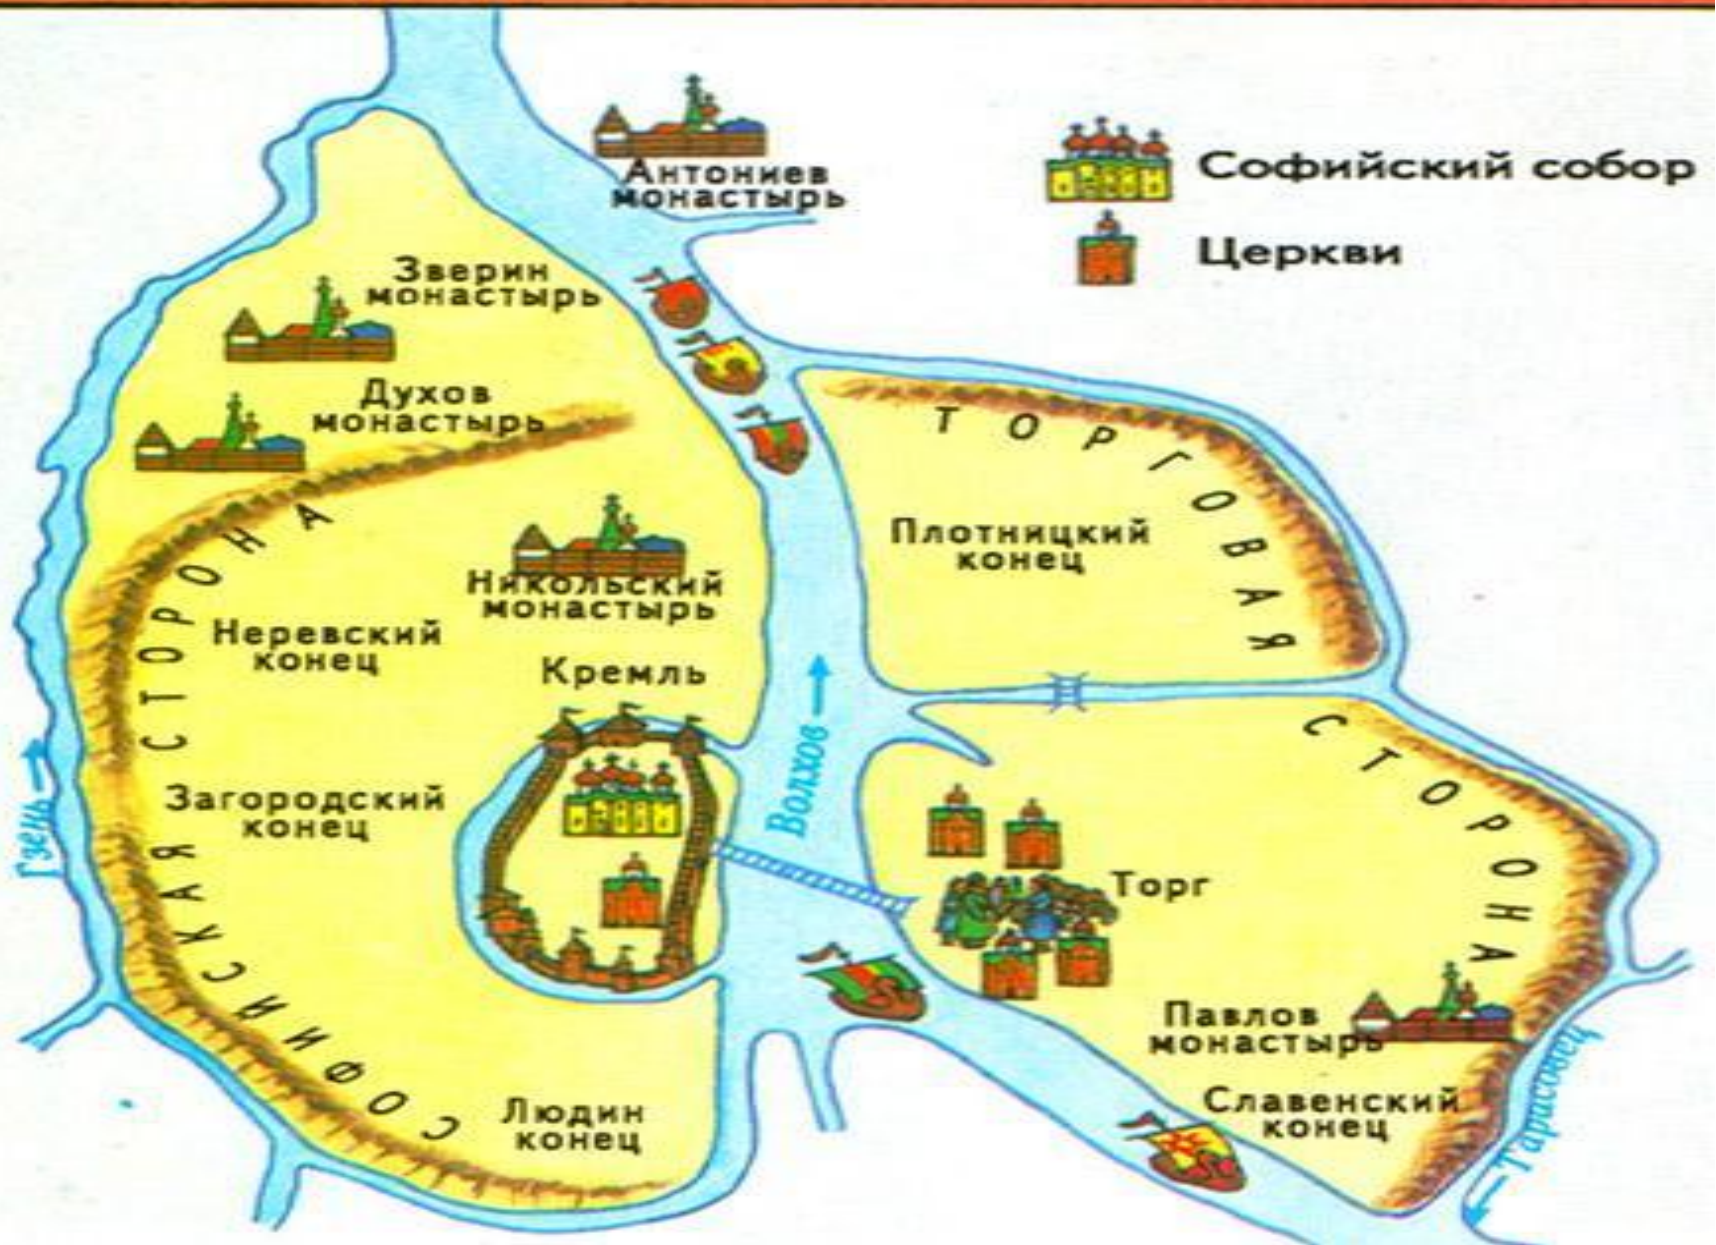 Антониев
монастырь
Софийский собор
Церкви
Зверин
монастырь
Духов
монастырь
ТОРГОВАЯ
СТОРОНА
Плотницкий
конец
Никольский
монастырь
Неревский
конец
Кремль
Волхов
Загородский
конец
Гзень
Торг
СОФИЙСКАЯ СТОРОНА
Павлов
монастырь
Славенский
конец
Тарасовец
Людин
конец